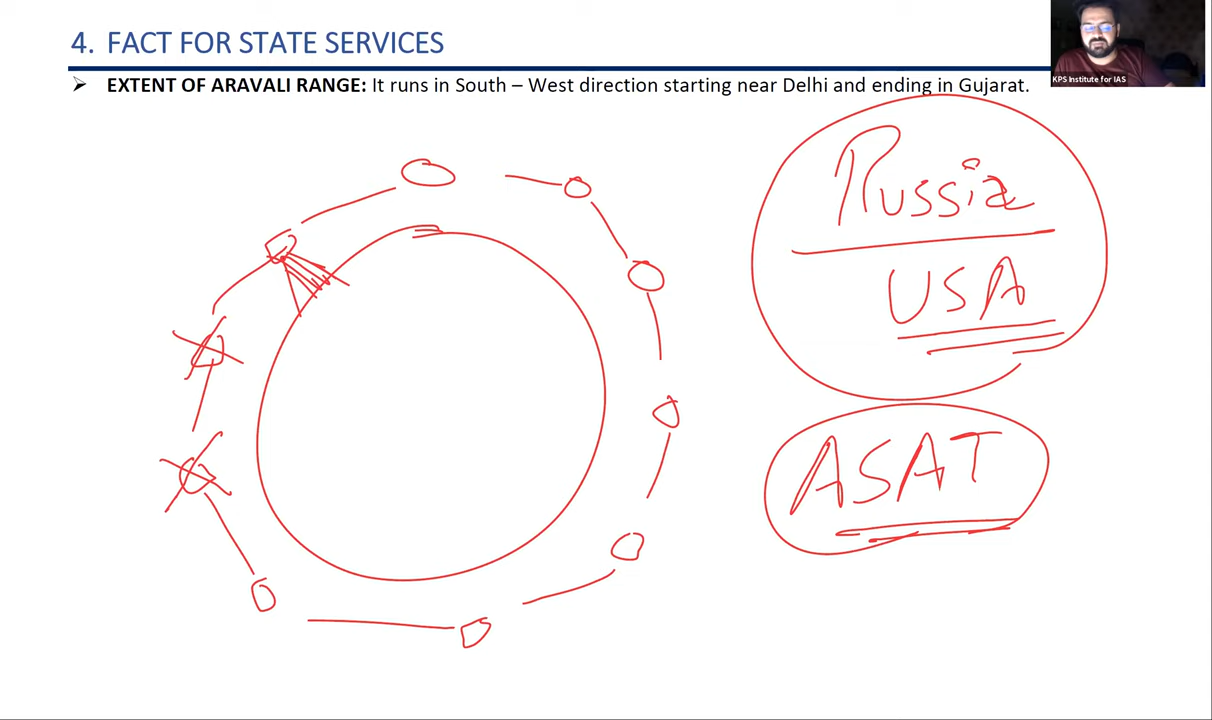 4. FACT FOR STATE SERVICES
KPS Institute for IAS
➢ EXTENT OF ARAVALI RANGE: It runs in South – West direction starting near Delhi and ending in Gujarat.
Russia
USA
ASAT